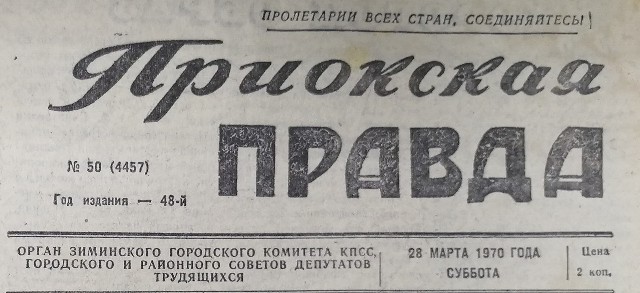 ПРОЛЕТАРИИ ВСЕХ СТРАН, СОЕДИНЯЙТЕСЬ!
Приокская
ПРАВДА
№ 50 (4457)
Год издания — 48-й
ОРГАН ЗИМИНСКОГО ГОРОДСКОГО КОМИТЕТА КПСС,
ГОРОДСКОГО И РАЙОННОГО СОВЕТОВ ДЕПУТАТОВ
ТРУДЯЩИХСЯ
28 МАРТА 1970 ГОДА
СУББОТА
Цена
2 коп.